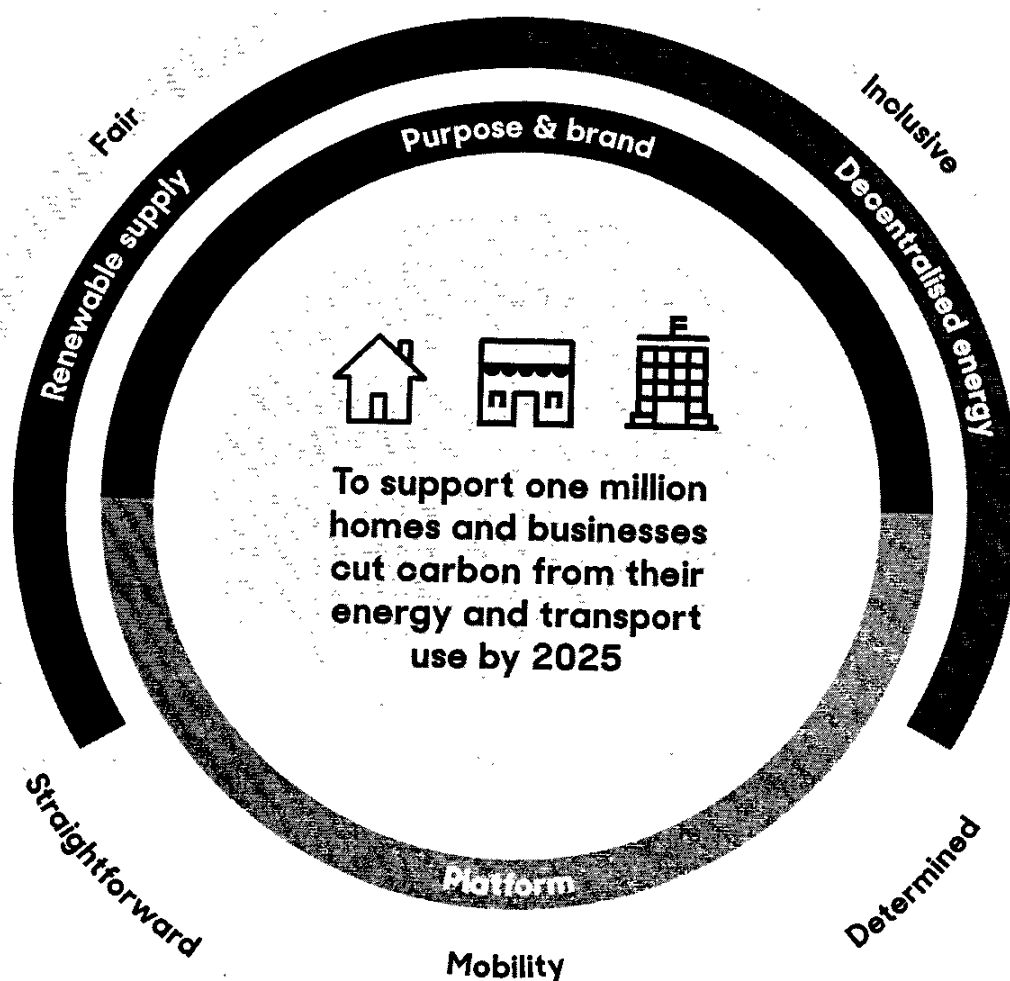 Fair
Inclusive
Renewable supply
Purpose & brand
Decentralised energy
To support one million
homes and businesses
cut carbon from their
energy and transport
use by 2025
Platform
Straightforward
Mobility
Determined